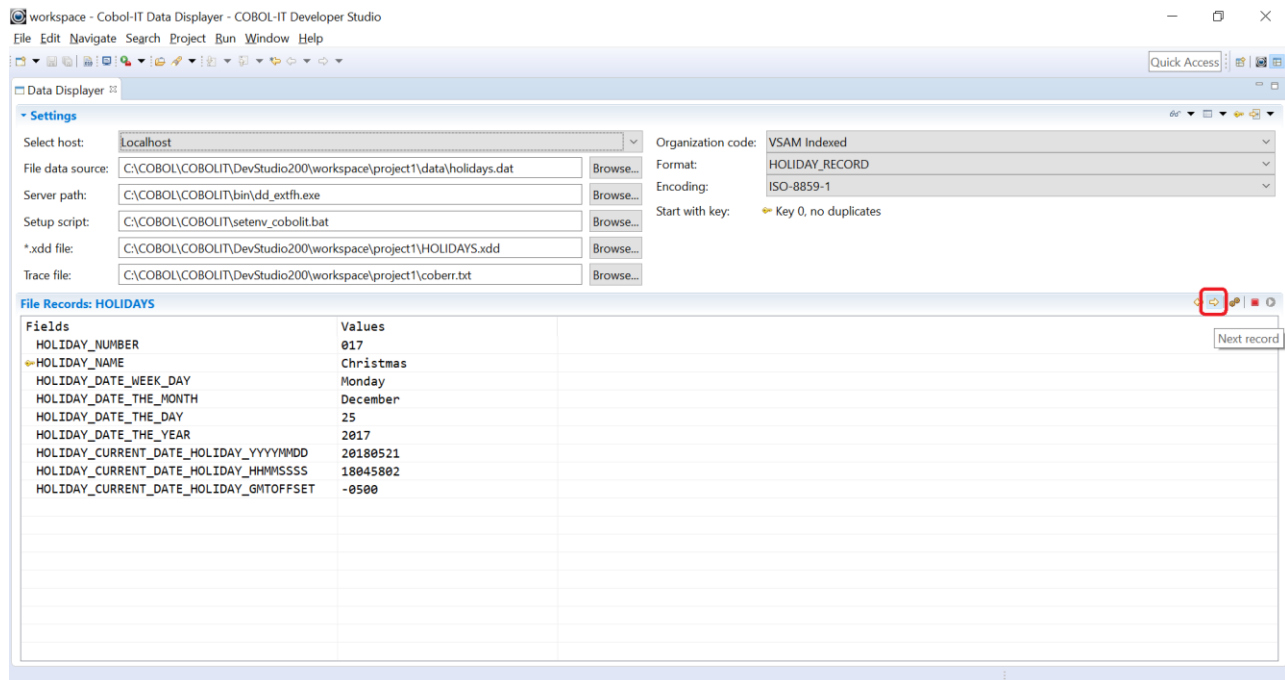 workspace - Cobol-IT Data Displayer - COBOL-IT Developer Studio
File Edit Navigate Search Project Run Window Help
Quick Access
Data Displayer
Settings
Select host: Localhost Organization code: VSAM Indexed
File data source: C:\COBOL\COBOLIT\DevStudio200\workspace\project1\data\holidays.dat Browse... Format: HOLIDAY_RECORD
Server path: C:\COBOL\COBOLIT\bin\dd_extfh.exe Browse... Encoding: ISO-8859-1
Setup script: C:\COBOL\COBOLIT\setenv_cobolit.bat Browse... Start with key: Key 0, no duplicates
*.xdd file: C:\COBOL\COBOLIT\DevStudio200\workspace\project1\HOLIDAYS.xdd Browse...
Trace file: C:\COBOL\COBOLIT\DevStudio200\workspace\project1\coberr.txt Browse...
File Records: HOLIDAYS
Fields Values
Next record
HOLIDAY_NUMBER 017
HOLIDAY_NAME Christmas
HOLIDAY_DATE_WEEK_DAY Monday
HOLIDAY_DATE_THE_MONTH December
HOLIDAY_DATE_THE_DAY 25
HOLIDAY_DATE_THE_YEAR 2017
HOLIDAY_CURRENT_DATE_HOLIDAY_YYYYMMDD 20180521
HOLIDAY_CURRENT_DATE_HOLIDAY_HHMMSSSS 18045802
HOLIDAY_CURRENT_DATE_HOLIDAY_GMTOFFSET -0500